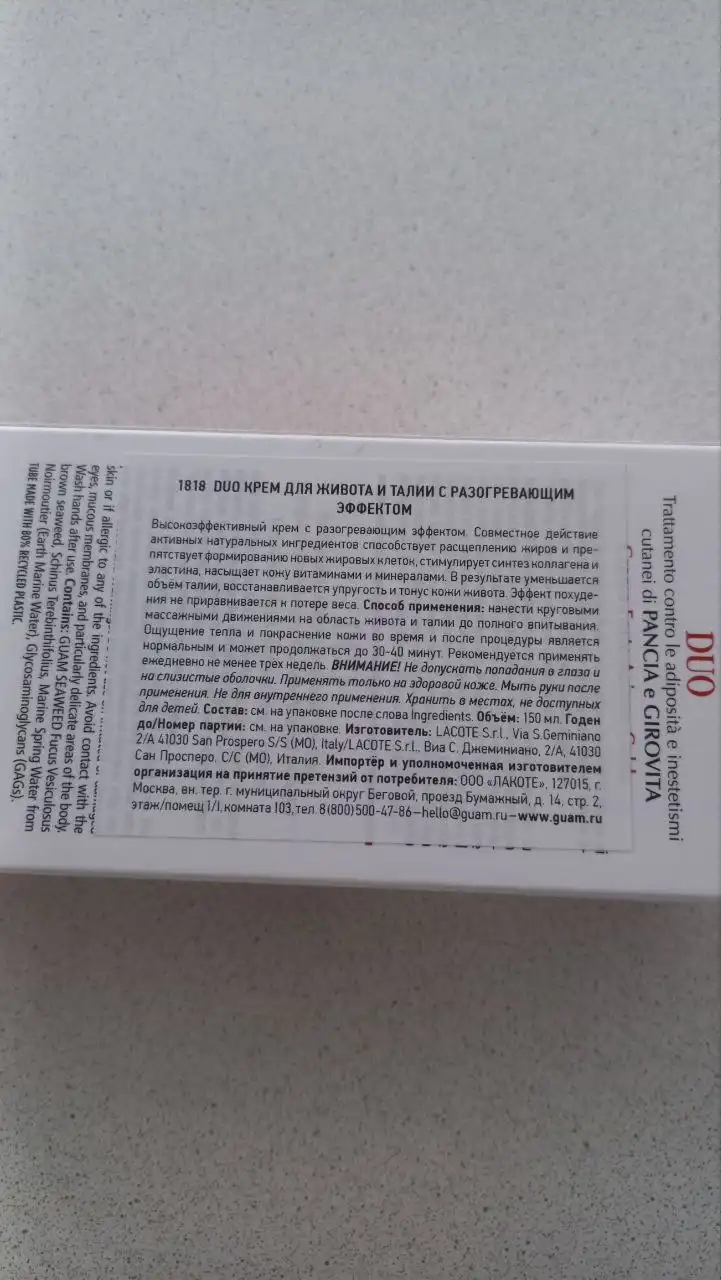 1818 DUO КРЕМ ДЛЯ ЖИВОТА И ТАЛИИ С РАЗОГРЕВАЮЩИМ
ЭФФЕКТОМ
Высокоэффективный крем с разогревающим эффектом. Совместное действие
активных натуральных ингредиентов способствует расщеплению жиров и пре-
пятствует формированию новых жировых клеток, стимулирует синтез коллагена и
эластина, насыщает кожу витаминами и минералами. В результате уменьшается
объём талии, восстанавливается упругость и тонус кожи живота. Эффект похуде-
ния не приравнивается к потере веса. Способ применения: нанести круговыми
массажными движениями на область живота и талии до полного впитывания.
Ощущение тепла и покраснение кожи во время и после процедуры является
нормальным и может продолжаться до 30-40 минут. Рекомендуется применять
ежедневно не менее трех недель. ВНИМАНИЕ! Не допускать попадания в глаза и
на слизистые оболочки. Применять только на здоровой коже. Мыть руки после
применения. Не для внутреннего применения. Хранить в местах, не доступных
для детей. Состав: см. на упаковке после слова Ingredients. Объём: 150 мл. Годен
до/Номер партии: см. на упаковке. Изготовитель: LACOTE S.r.l., Via S.Geminiano
2/A 41030 San Prospero S/S (MO), Italy/LACOTE S.r.l., Виа С. Джеминиано, 2/А, 41030
Сан Просперо, С/С (МО), Италия. Импортёр и уполномоченная изготовителем
организация на принятие претензий от потребителя: ООО «ЛАКОТЕ», 127015, г.
Москва, вн. тер. г. муниципальный округ Беговой, проезд Бумажный, д. 14, стр. 2,
этаж/помещ 1/I, комната 103, тел. 8(800)500-47-86–hello@guam.ru–www.guam.ru
DUO
Trattamento contro le adiposità e inestetismi
cutanei di PANCIA e GIROVITA
skin or if allergic to any of the ingredients. Avoid contact with the
eyes, mucous membranes, and particularly delicate areas of the body.
Wash hands after use. Contains: GUAM SEAWEED Fucus Vesiculosus
brown seaweed, Schinus Terebinthifolius, Marine Spring Water from
Noirmoutier (Earth Marine Water), Glycosaminoglycans (GAGs).
TUBE MADE WITH 80% RECYCLED PLASTIC.